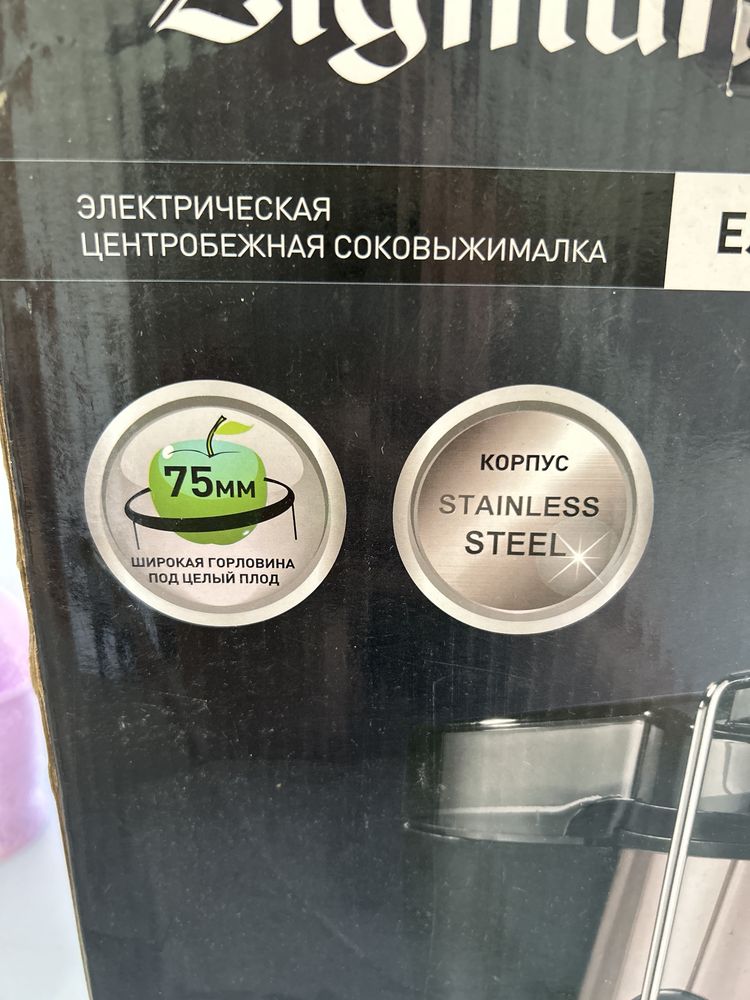 ЭЛЕКТРИЧЕСКАЯ
ЦЕНТРОБЕЖНАЯ СОКОВЫЖИМАЛКА
75мм
ШИРОКАЯ ГОРЛОВИНА
ПОД ЦЕЛЫЙ ПЛОД
КОРПУС
STAINLESS
STEEL